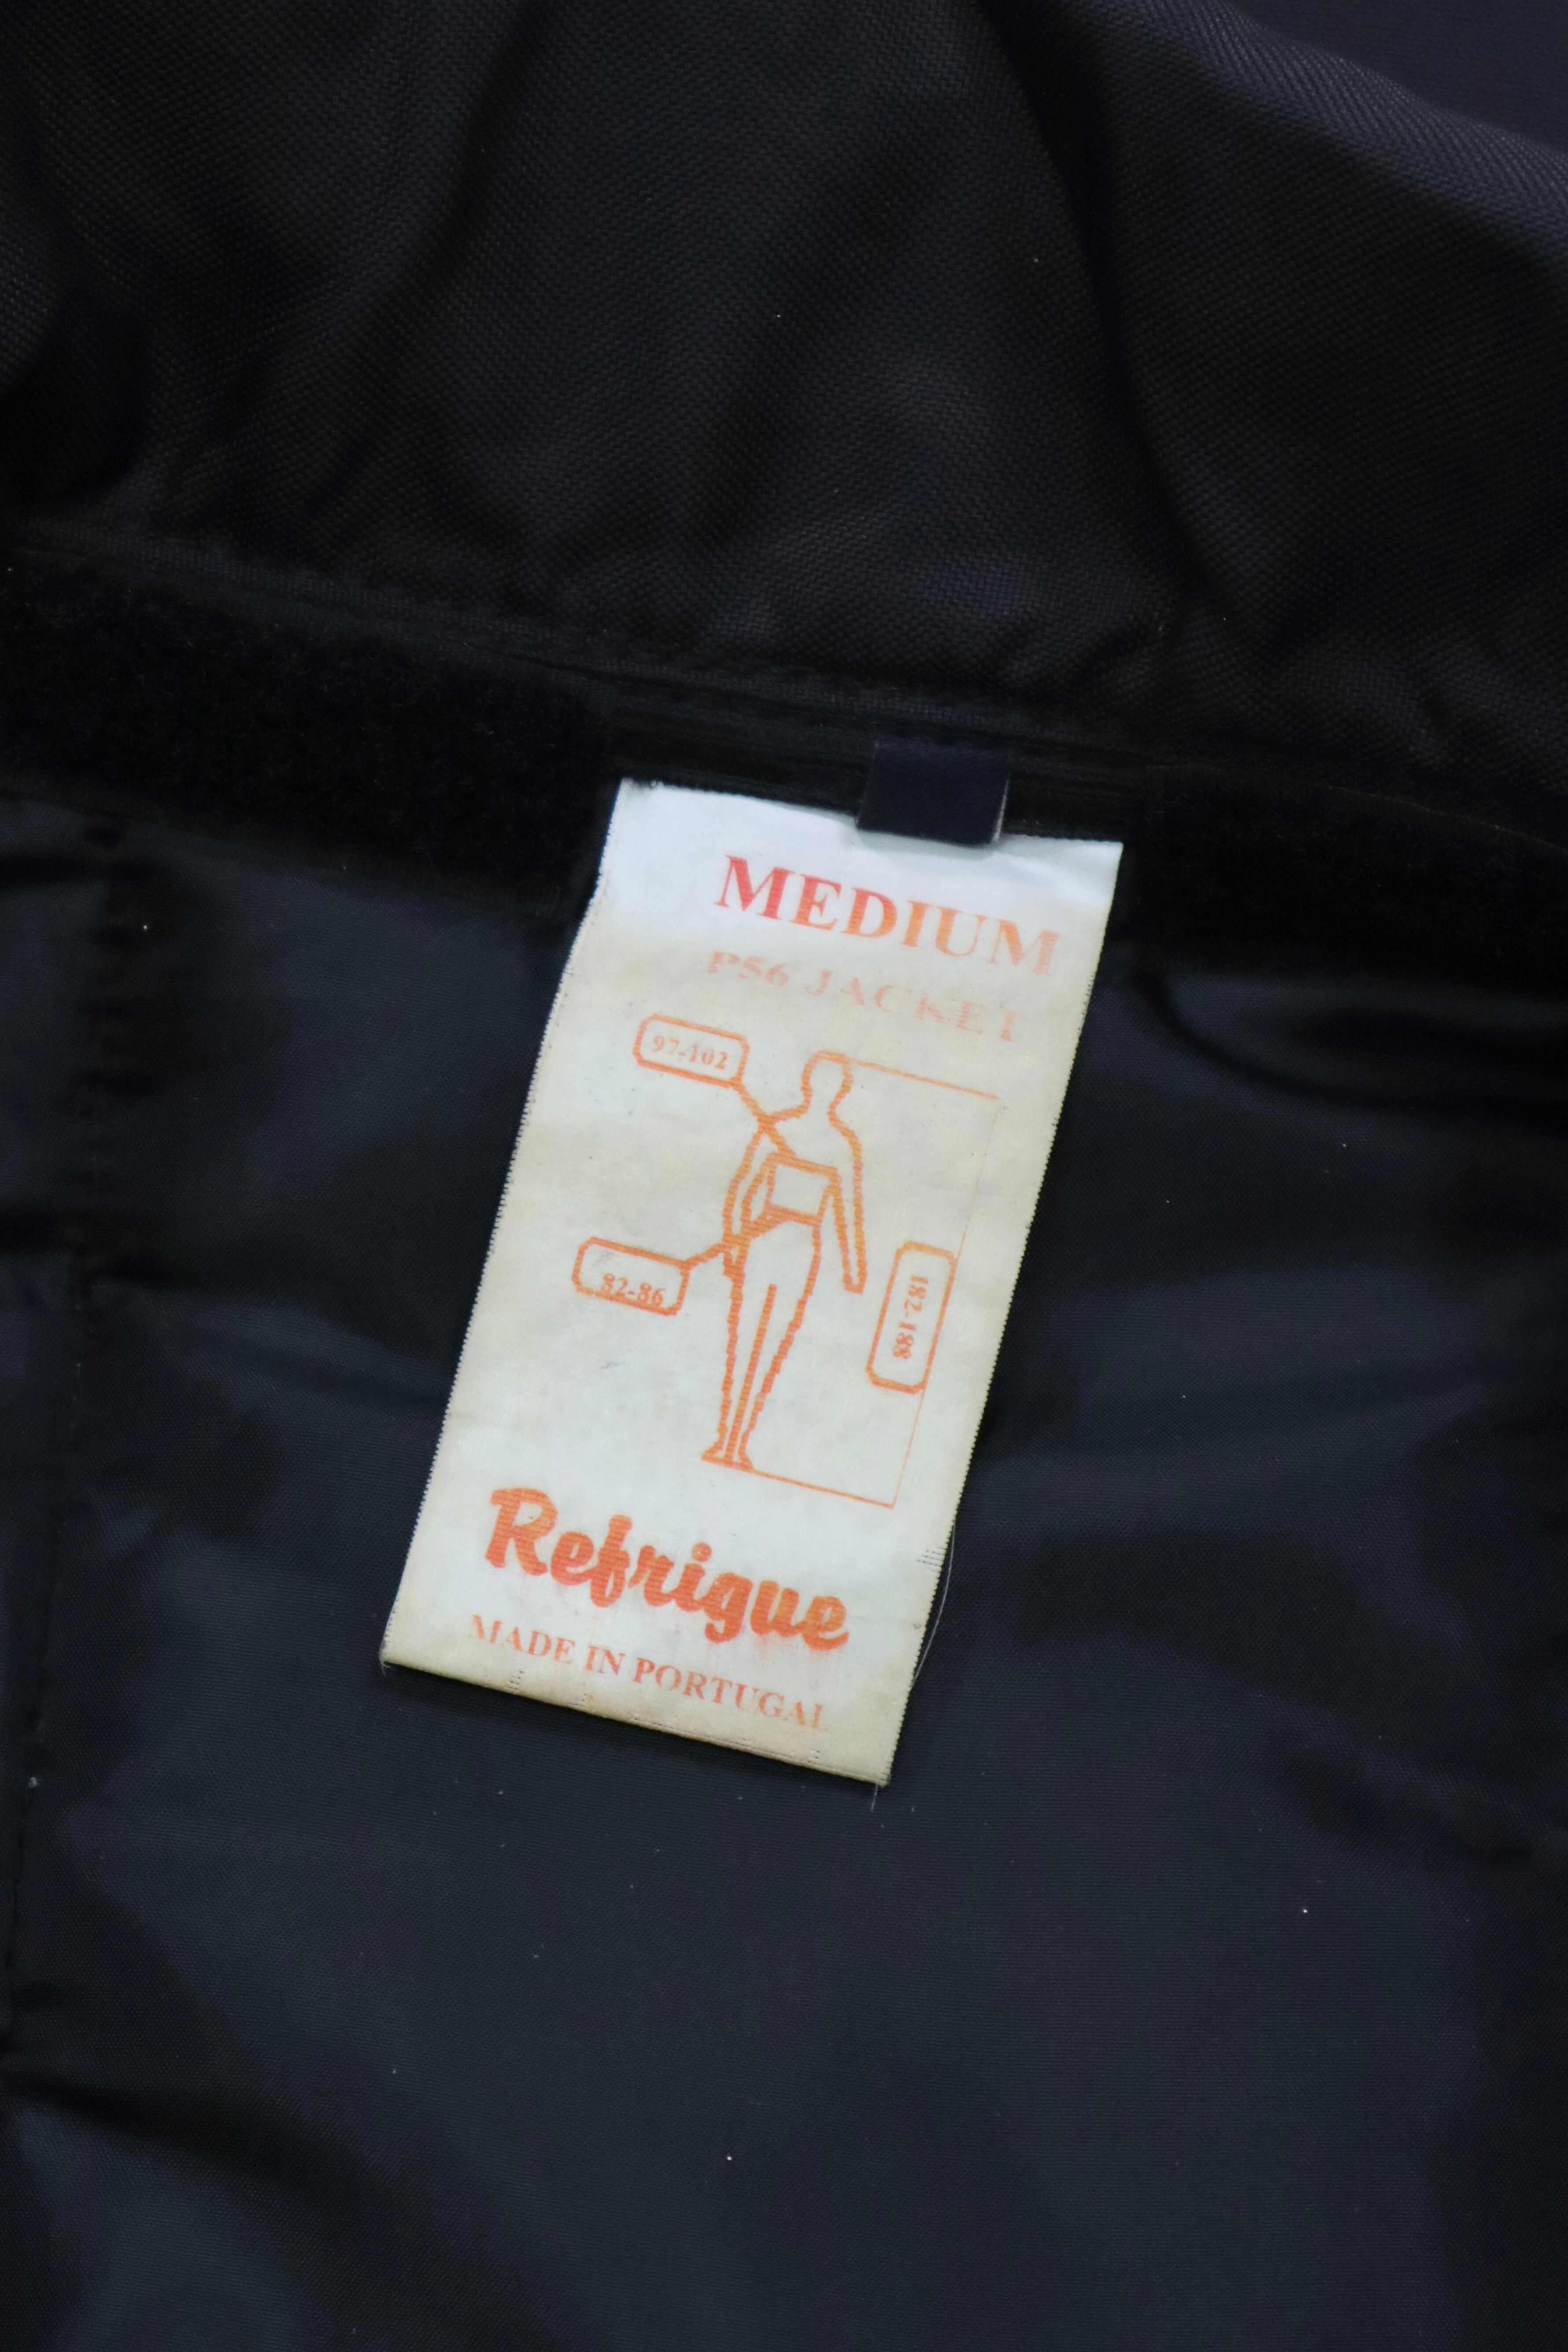 MEDIUM
P56 JACKET
97-102
82-86
182-188
Refrigue
MADE IN PORTUGAL